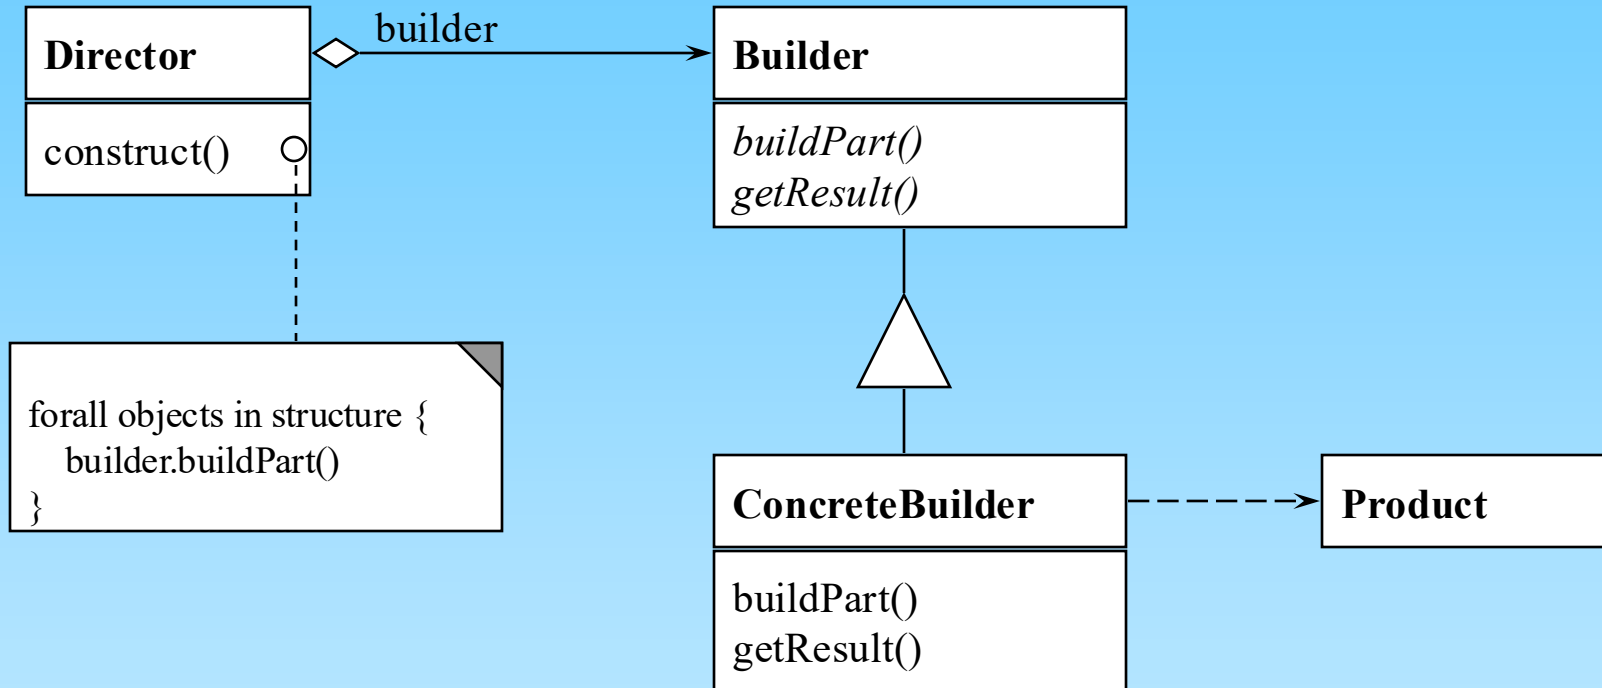 builder
Director
Builder
construct()
buildPart()
getResult()
forall objects in structure {
builder.buildPart()
}
ConcreteBuilder
Product
buildPart()
getResult()